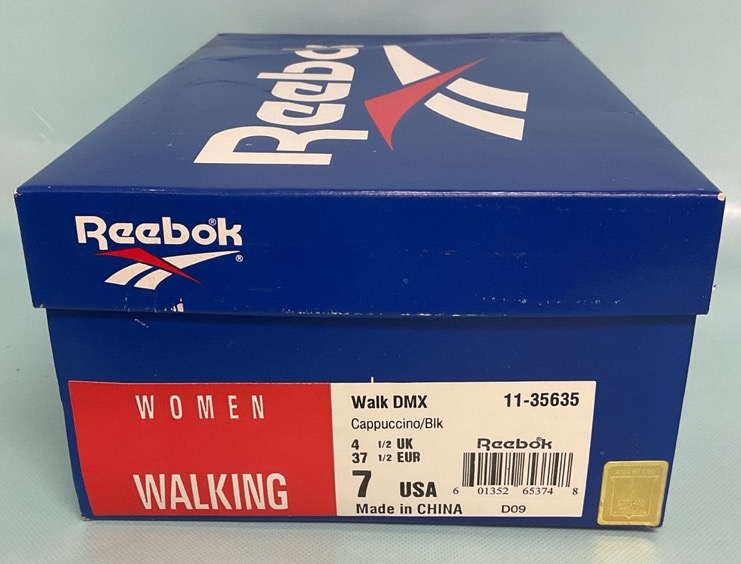 Reebok
Reebok®
®
WOMEN
WALKING
Walk DMX 11-35635
Cappuccino/Blk
4 1/2 UK
37 1/2 EUR
7 USA
Made in CHINA
Reebok
6 01352 65374 8
D09
ACCEPTED